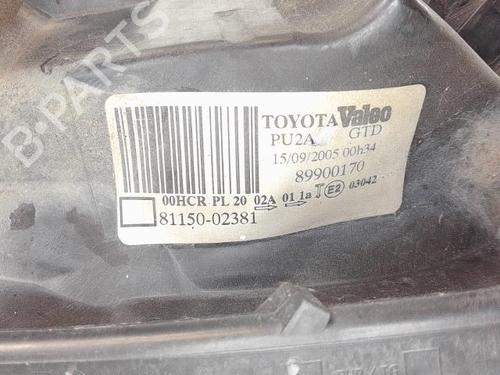 B-PARTS
TOYOTA Valeo
PU2A GTD
15/09/2005 00h34
89900170
00HCR PL 20 02A 01 1a E2 03042
81150-02381